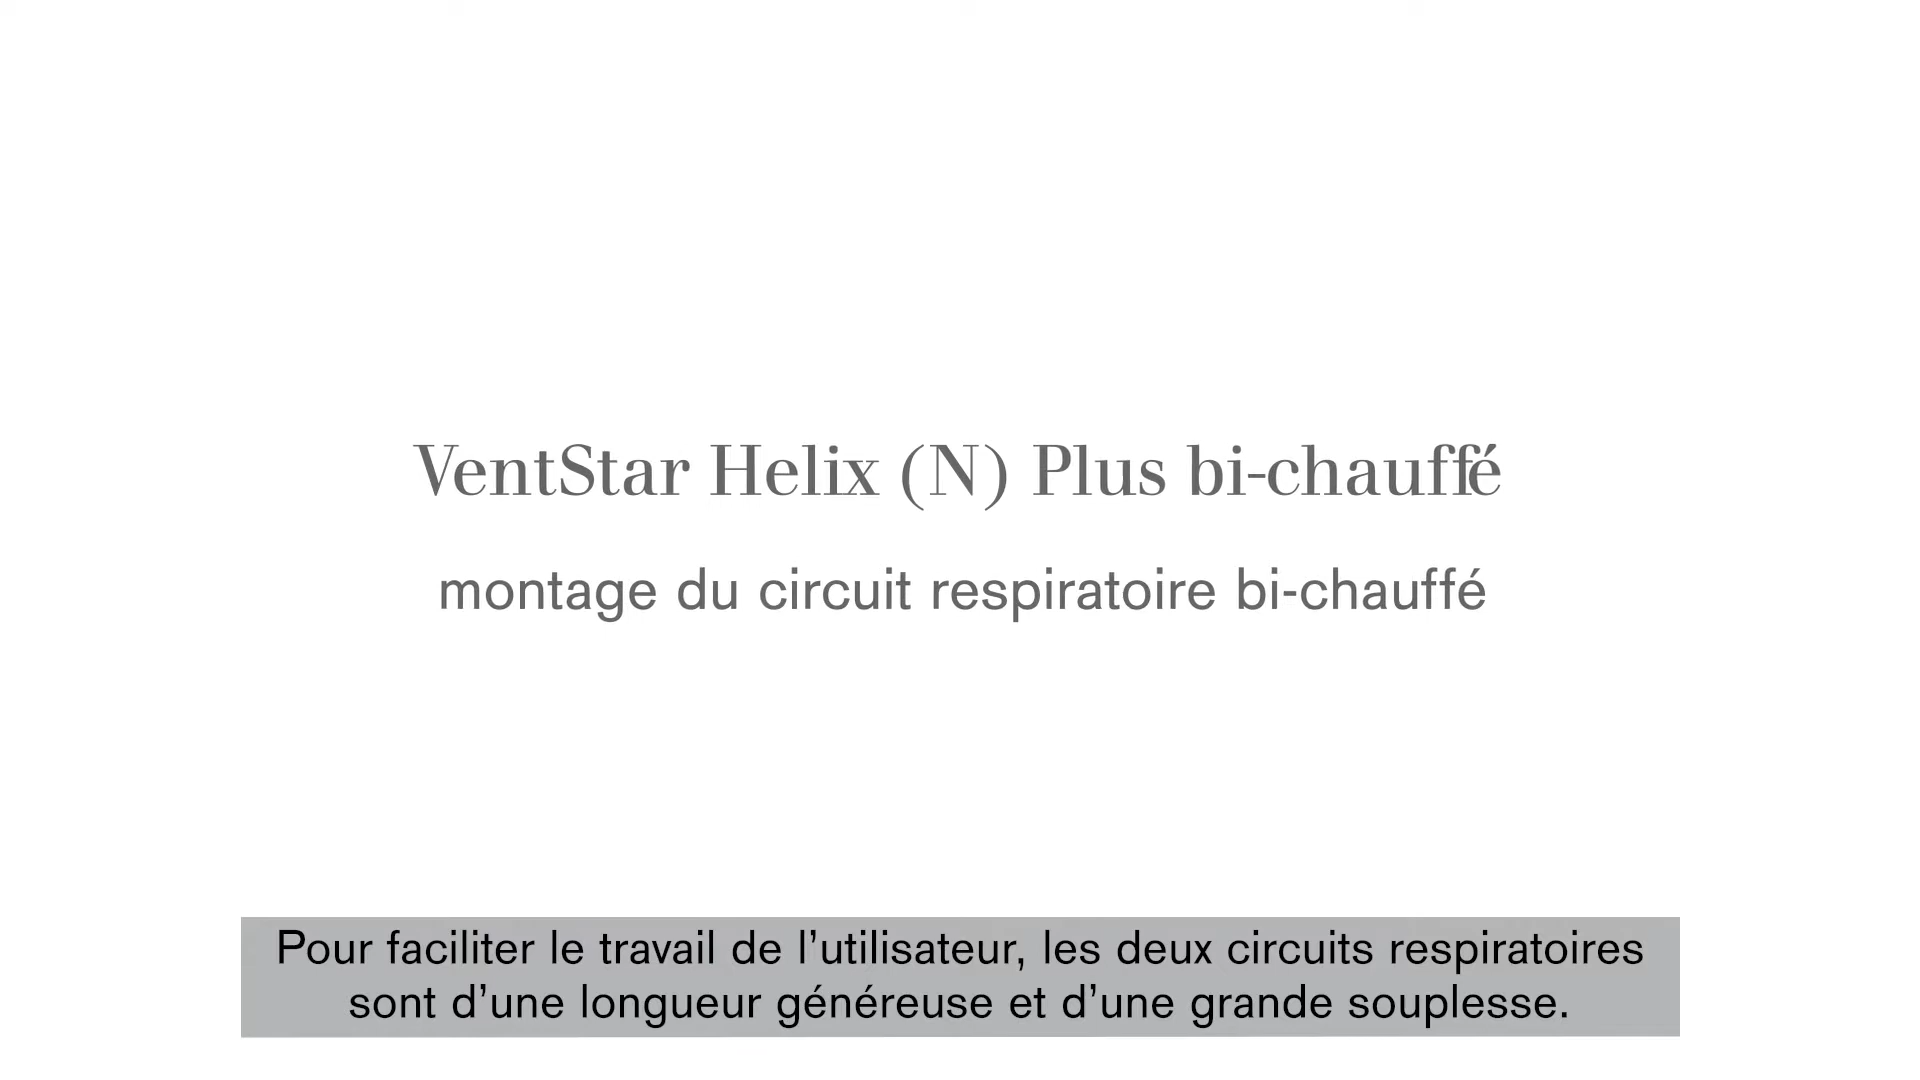 VentStar Helix (N) Plus bi-chauffé
montage du circuit respiratoire bi-chauffé
Pour faciliter le travail de l’utilisateur, les deux circuits respiratoires
sont d’une longueur généreuse et d’une grande souplesse.